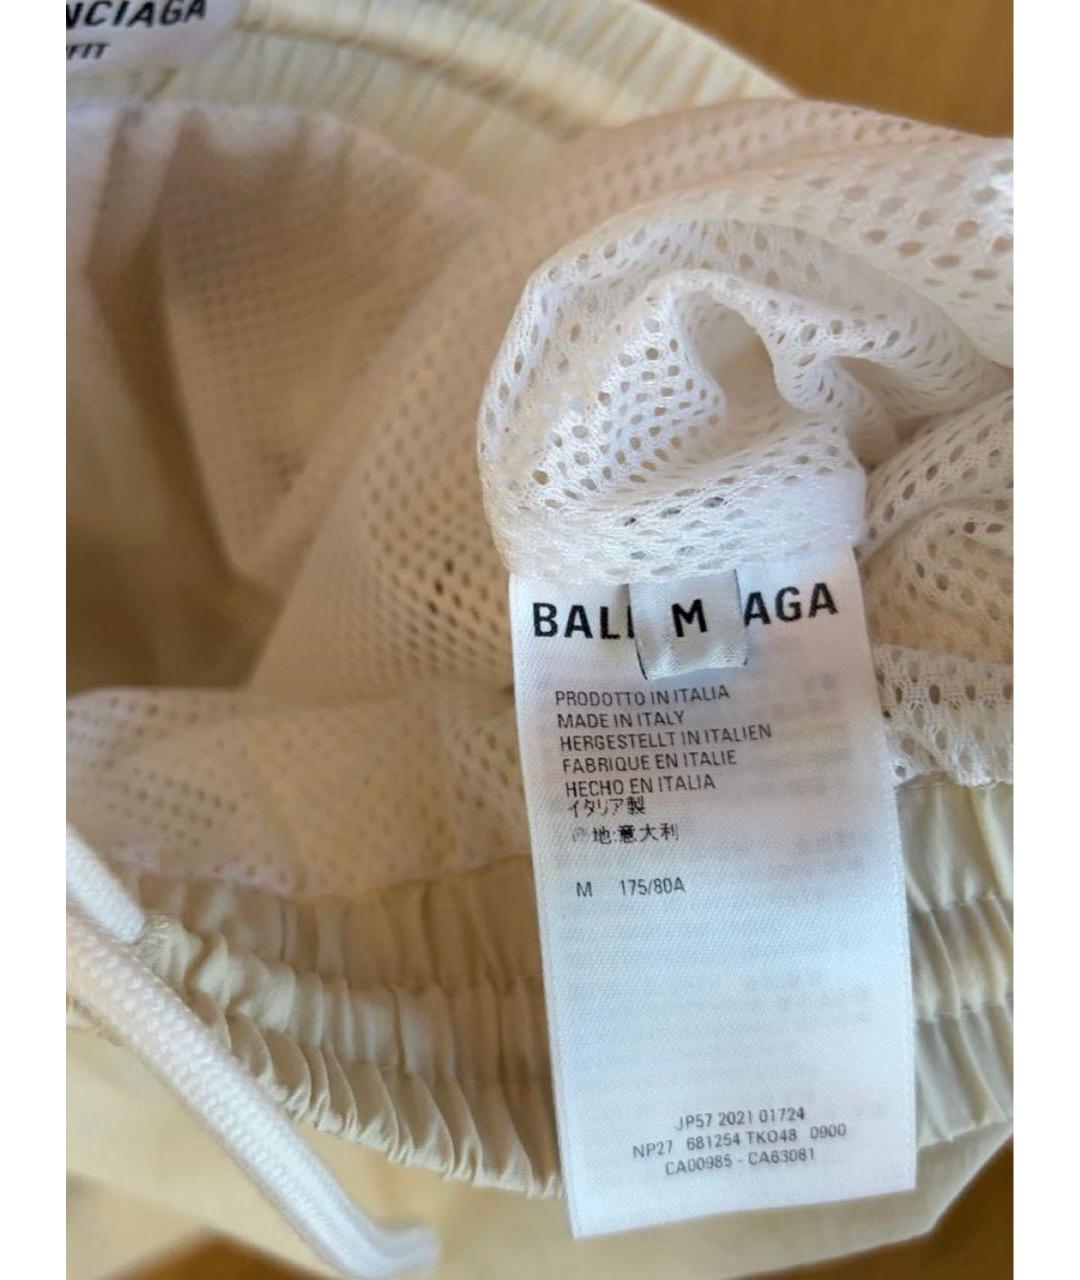 NCIAGA
FIT
BAL M AGA
PRODOTTO IN ITALIA
MADE IN ITALY
HERGESTELLT IN ITALIEN
FABRIQUE EN ITALIE
HECHO EN ITALIA
イタリア製
地:意大利
M 175/80A
JP57 2021 01724
NP27 681254 TKO48 0900
CA00985 - CA63081